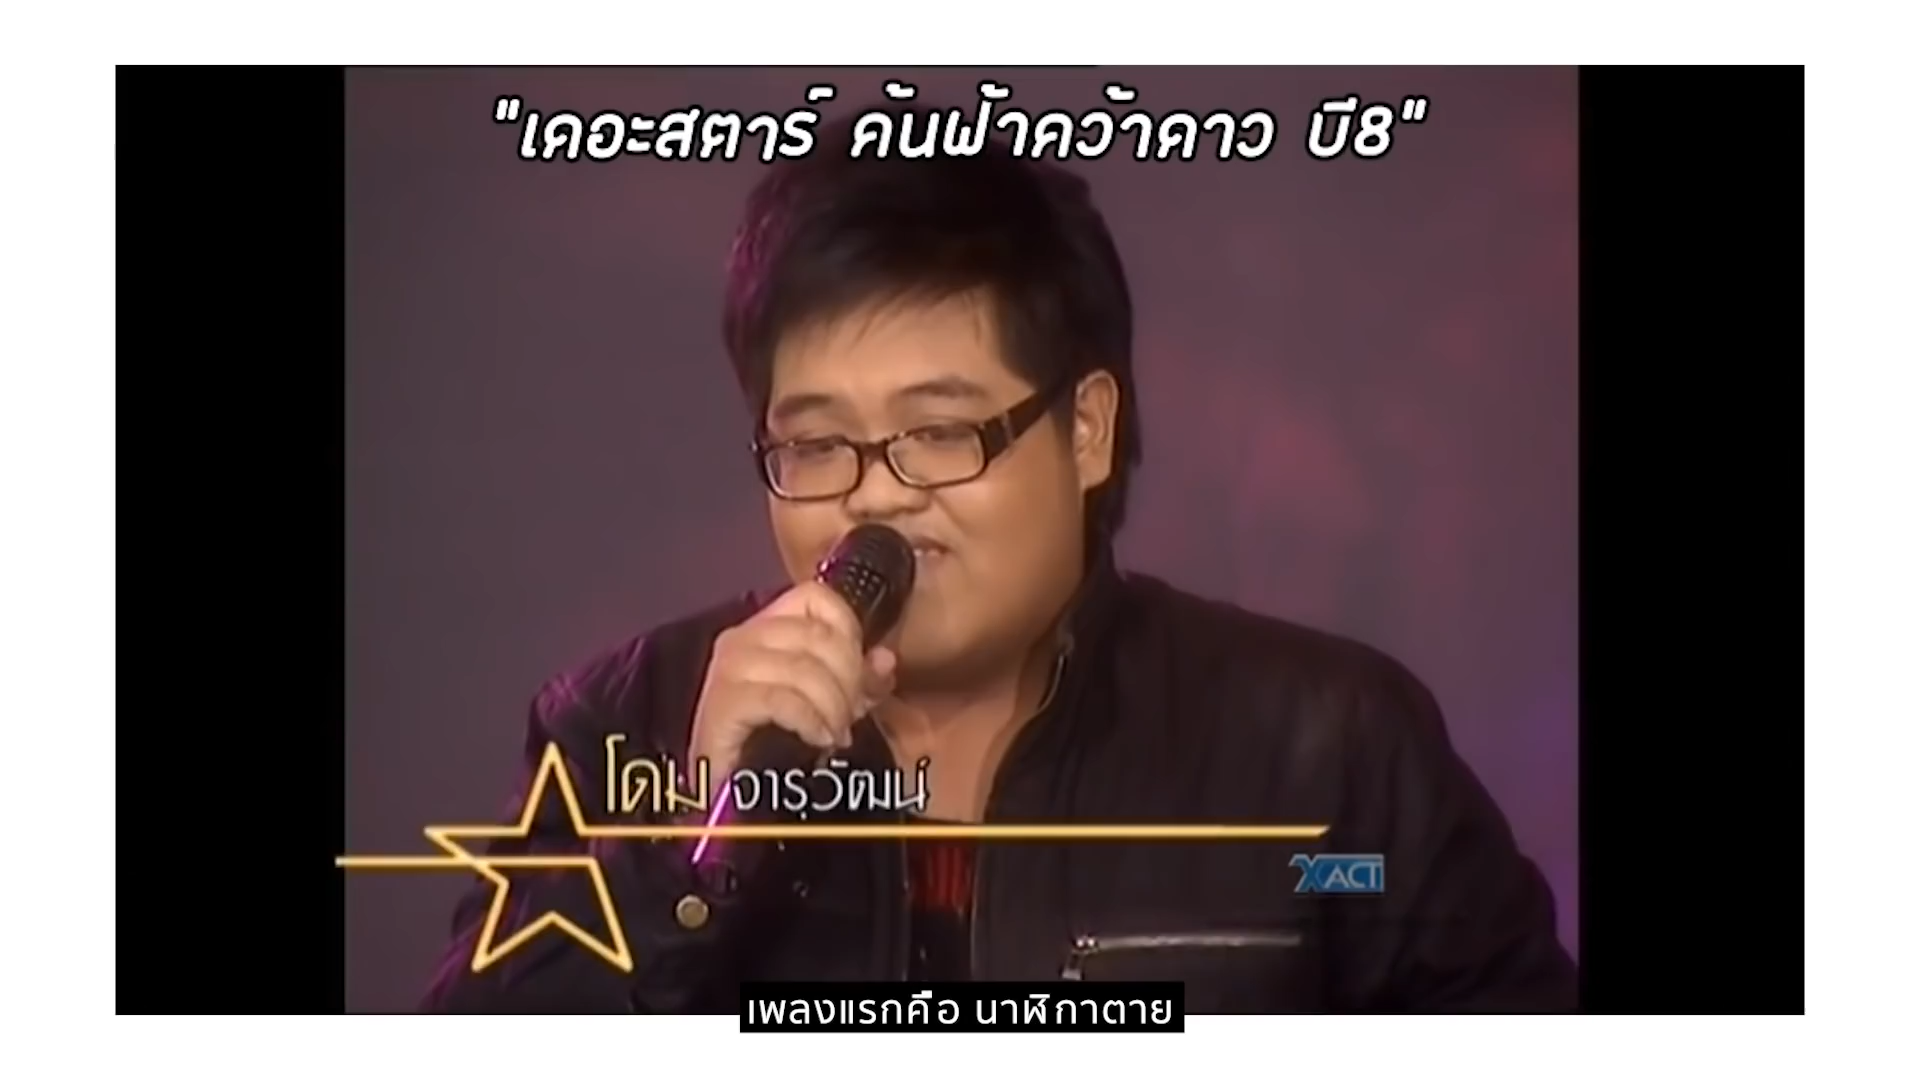 "เดอะสตาร์ ค้นฟ้าคว้าดาว ปี8"
โดม จารุวัฒน์
XACT
เพลงแรกคือ นาฬิกาตาย